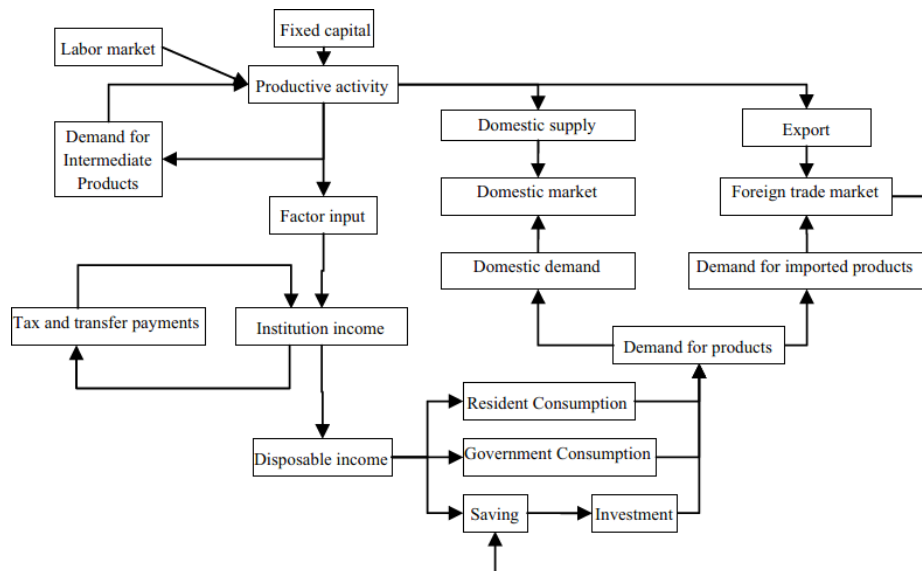 Fixed capital
Labor market
Productive activity
Demand for
Intermediate
Products
Domestic supply
Export
Domestic market
Foreign trade market
Factor input
Domestic demand
Demand for imported products
Tax and transfer payments
Institution income
Demand for products
Resident Consumption
Disposable income
Government Consumption
Saving
Investment